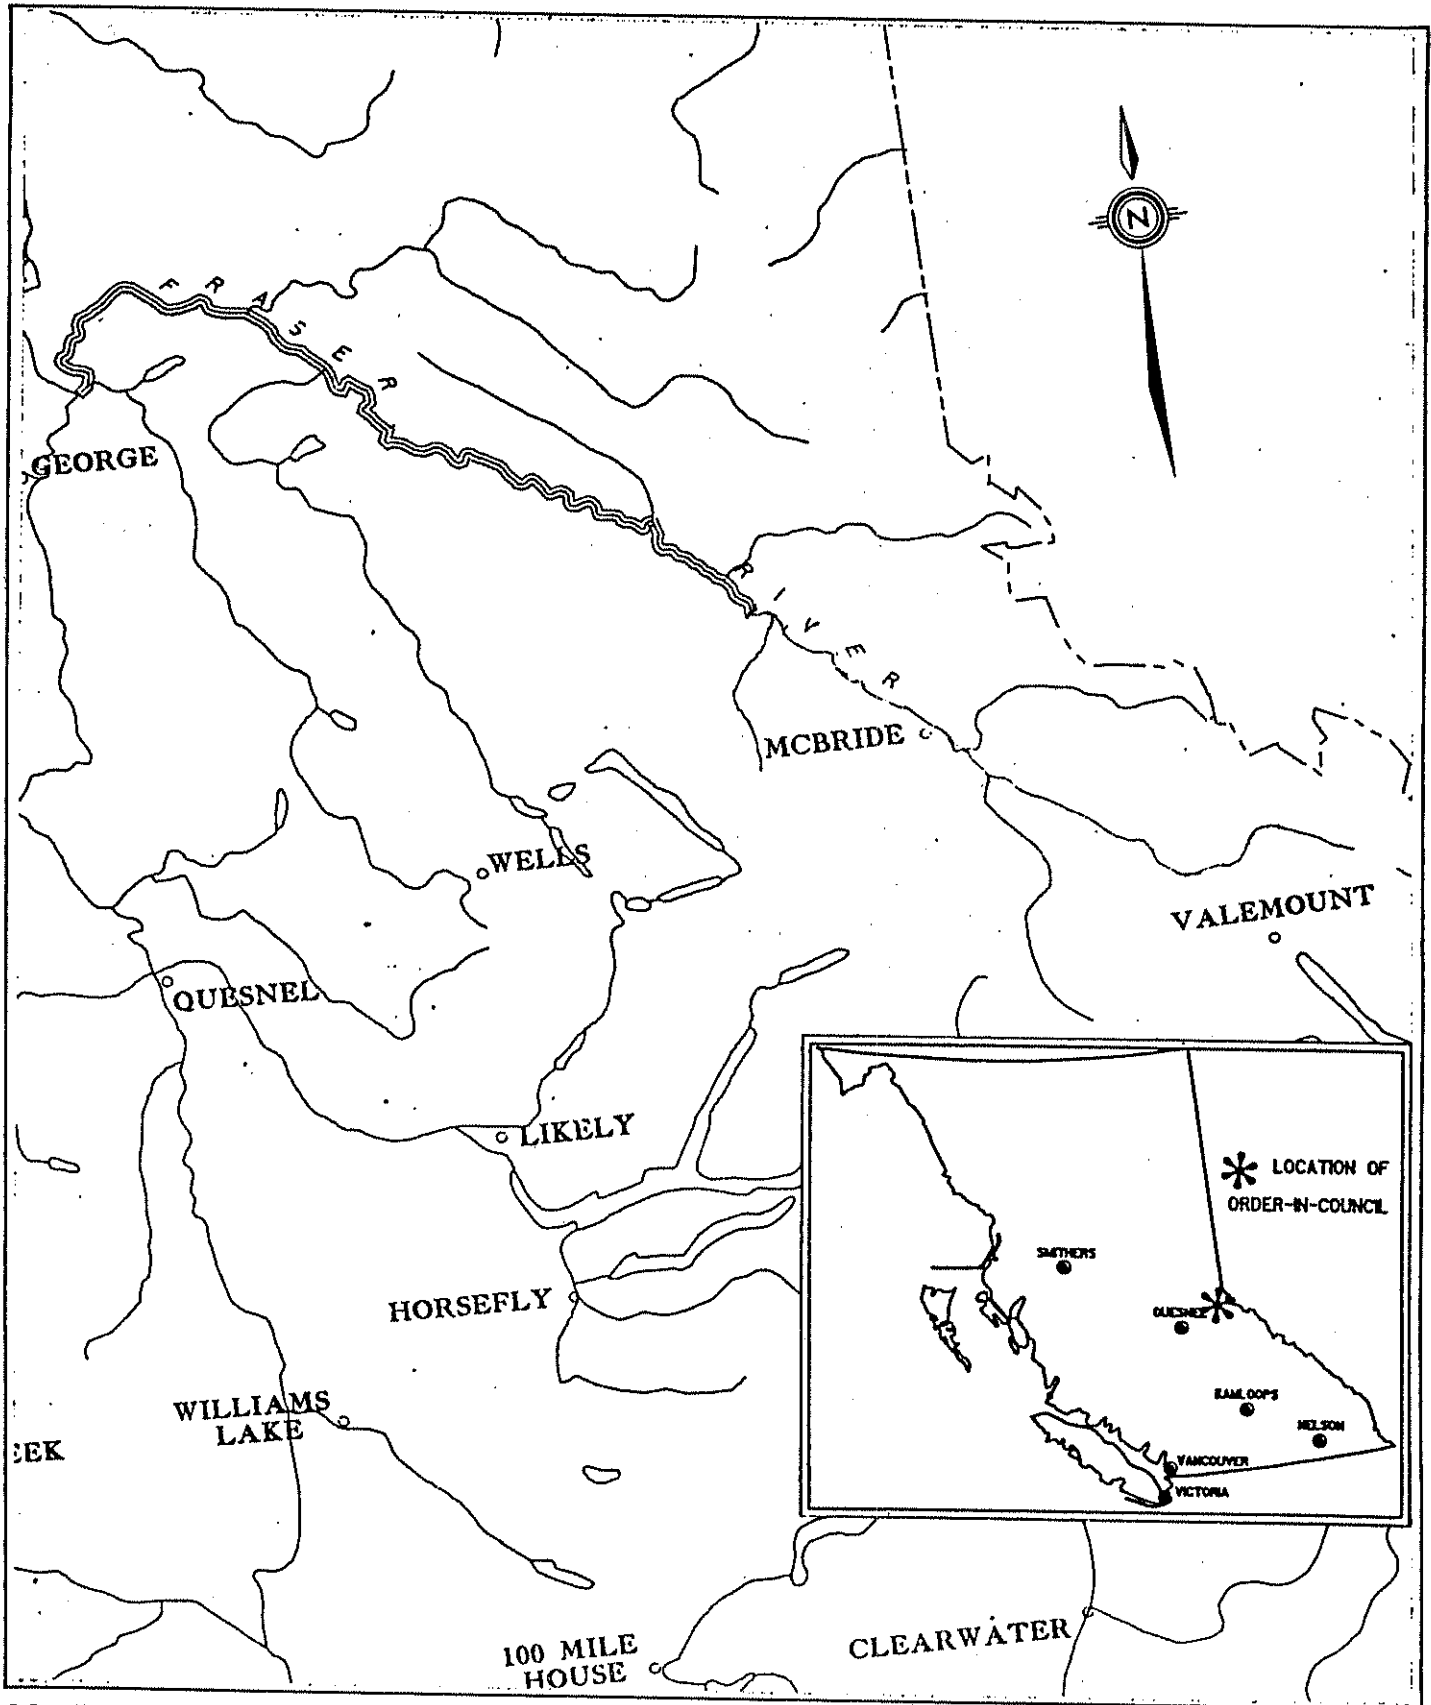 N
FRASER
GEORGE
RIVER
MCBRIDE
WELLS
VALEMOUNT
QUESNEL
LIKELY
LOCATION OF
ORDER-IN-COUNCIL
SMITHERS
QUESNEL
HORSEFLY
KAMLOOPS
NELSON
WILLIAMS
LAKE
EEK
VANCOUVER
VICTORIA
100 MILE
HOUSE
CLEARWATER